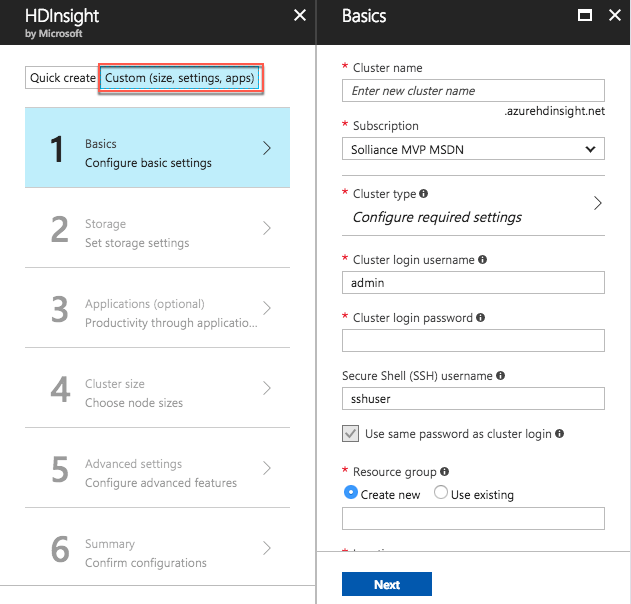 HDInsight
by Microsoft
Quick create
Custom (size, settings, apps)
1
Basics
Configure basic settings
2
Storage
Set storage settings
3
Applications (optional)
Productivity through applicatio...
4
Cluster size
Choose node sizes
5
Advanced settings
Configure advanced features
6
Summary
Confirm configurations
Basics
* Cluster name
Enter new cluster name
.azurehdinsight.net
* Subscription
Solliance MVP MSDN
* Cluster type
Configure required settings
* Cluster login username
admin
* Cluster login password
Secure Shell (SSH) username
sshuser
Use same password as cluster login
* Resource group
Create new
Use existing
Next